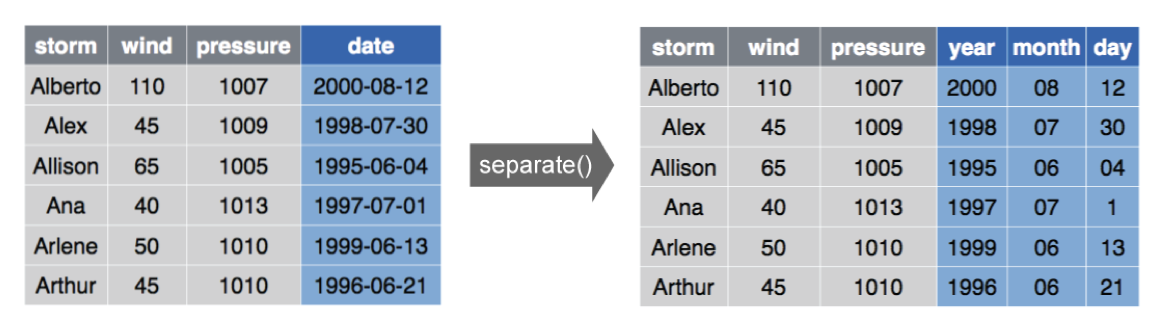 storm wind pressure date
Alberto 110 1007 2000-08-12
Alex 45 1009 1998-07-30
Allison 65 1005 1995-06-04
Ana 40 1013 1997-07-01
Arlene 50 1010 1999-06-13
Arthur 45 1010 1996-06-21
separate()
storm wind pressure year month day
Alberto 110 1007 2000 08 12
Alex 45 1009 1998 07 30
Allison 65 1005 1995 06 04
Ana 40 1013 1997 07 1
Arlene 50 1010 1999 06 13
Arthur 45 1010 1996 06 21